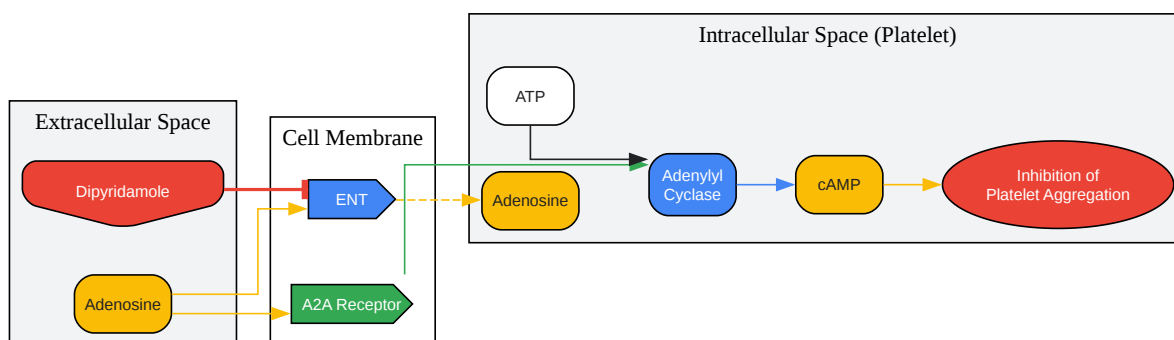 Intracellular Space (Platelet)
ATP
Extracellular Space
Cell Membrane
Dipyridamole
ENT
Adenosine
Adenylyl
Cyclase
cAMP
Inhibition of
Platelet Aggregation
Adenosine
A2A Receptor